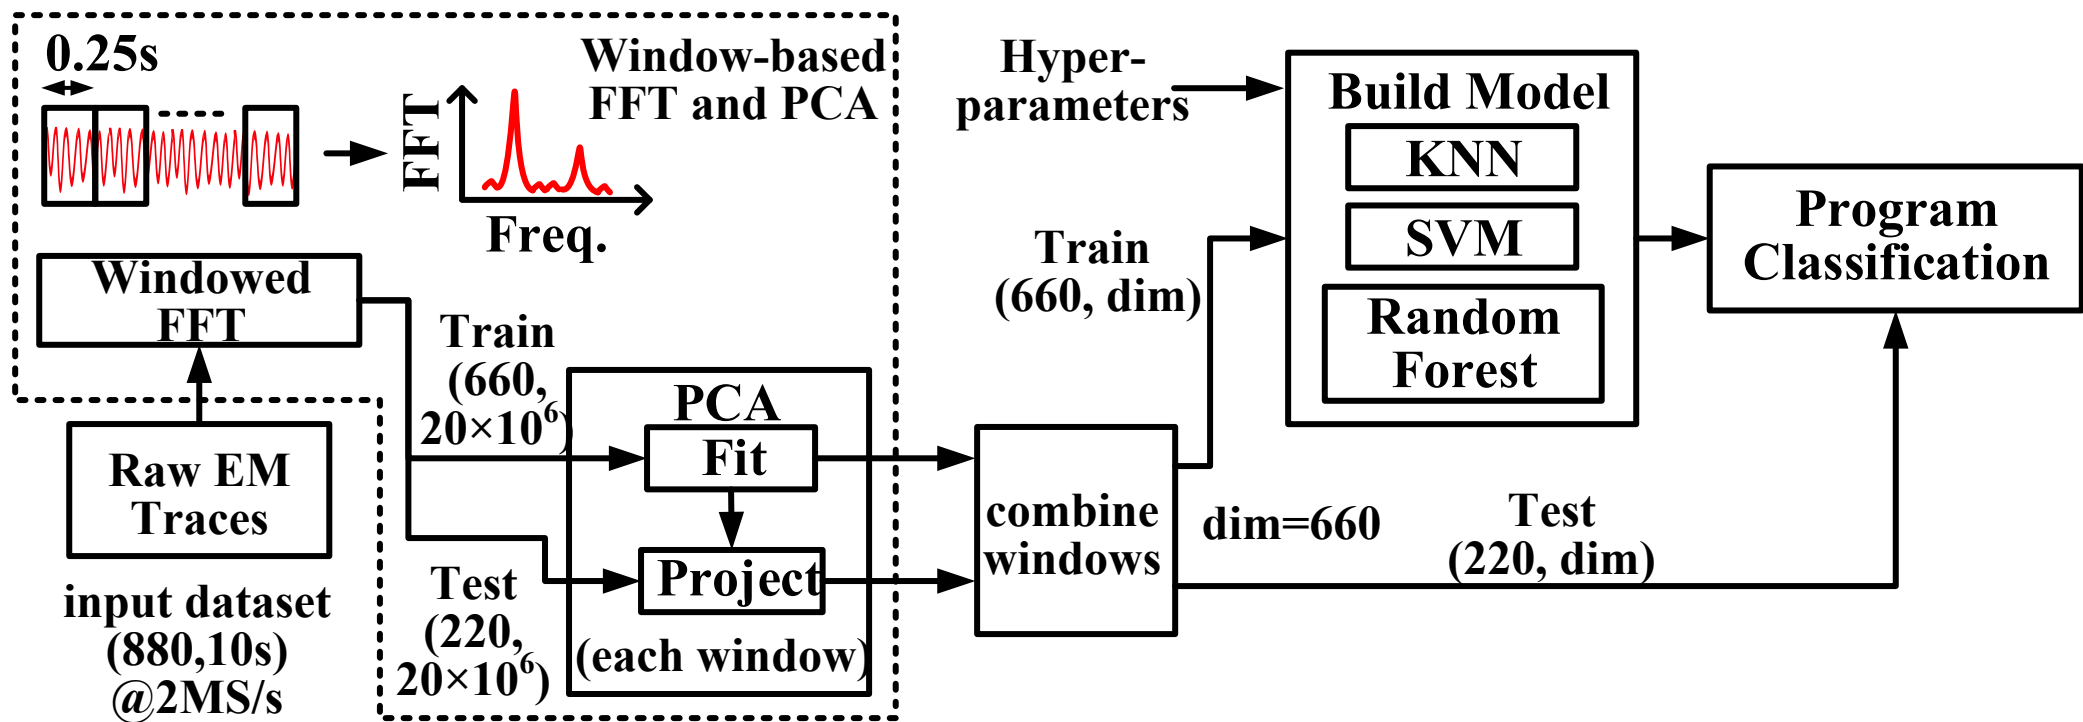 0.25s
Window-based
FFT and PCA
FFT
Freq.
Windowed
FFT
Raw EM
Traces
input dataset
(880,10s)
@2MS/s
Train
(660,
20×10⁶)
Test
(220,
20×10⁶)
PCA
Fit
Project
(each window)
combine
windows
Hyper-
parameters
Train
(660, dim)
dim=660
Test
(220, dim)
Build Model
KNN
SVM
Random
Forest
Program
Classification